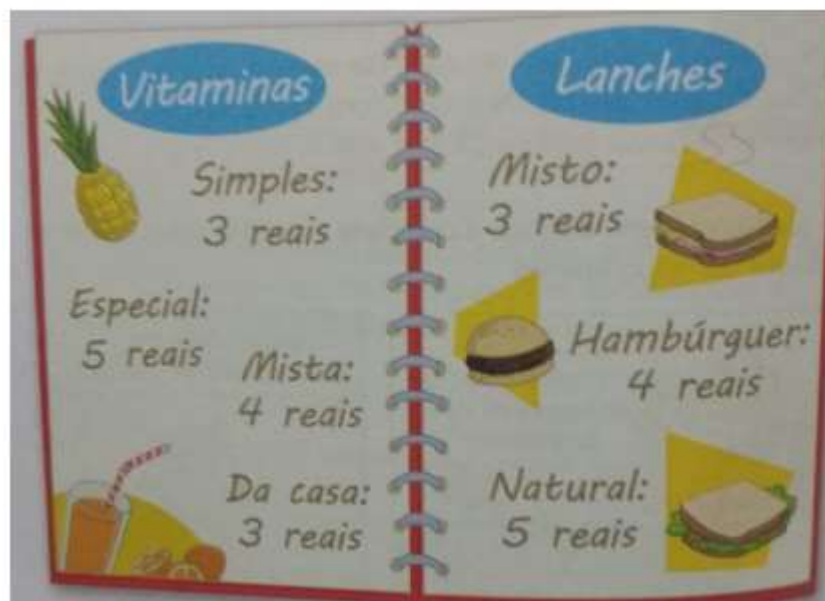 Vitaminas
Simples:
3 reais
Especial:
5 reais
Mista:
4 reais
Da casa:
3 reais
Lanches
Misto:
3 reais
Hambúrguer:
4 reais
Natural:
5 reais